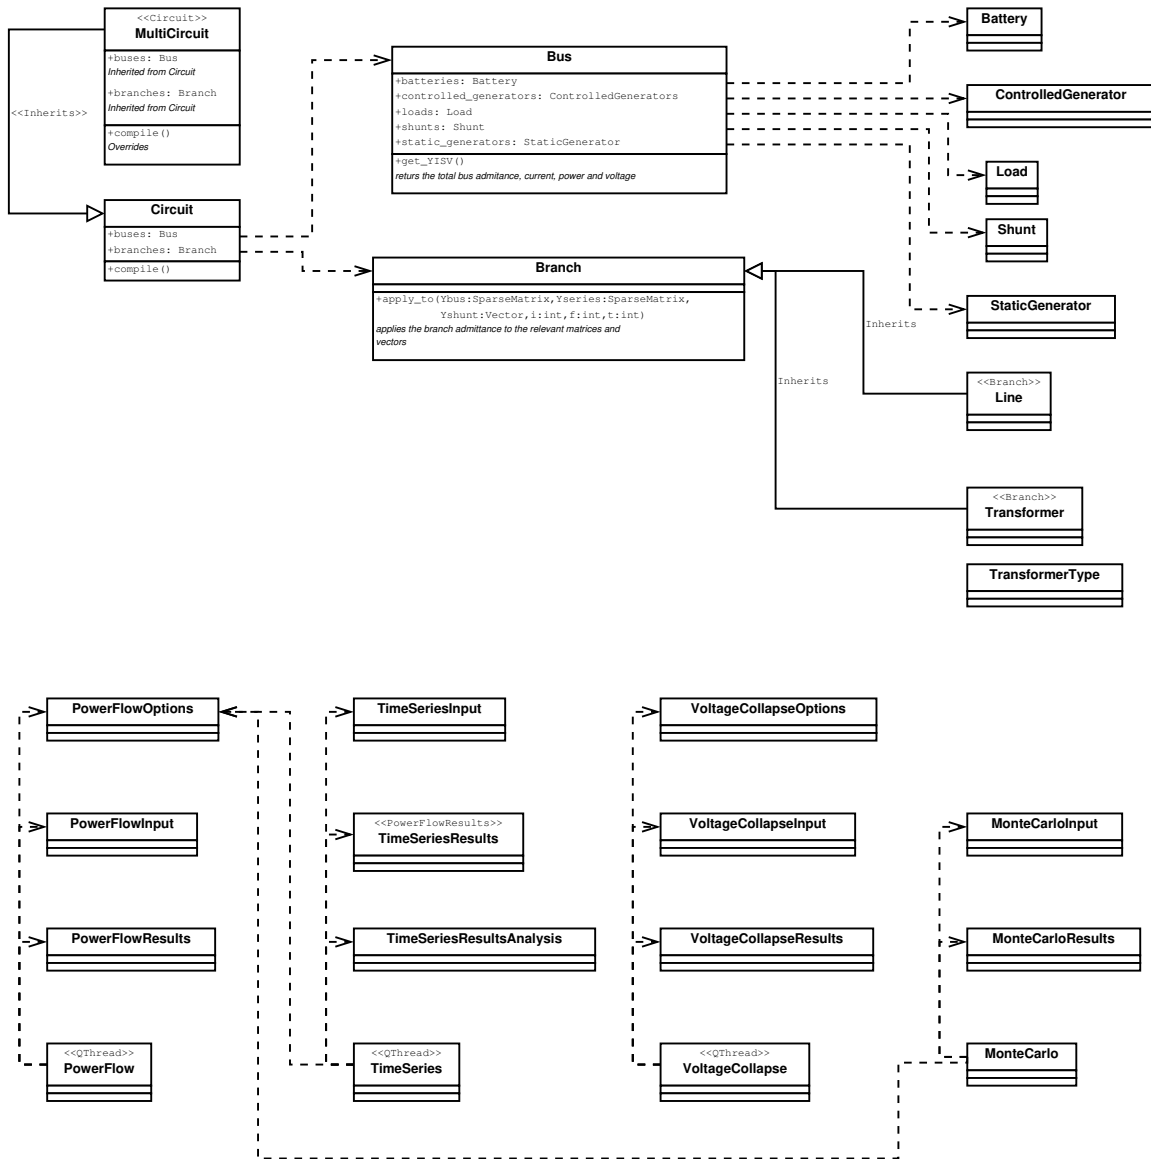 <<Circuit>>
MultiCircuit
+buses: Bus
Inherited from Circuit
+branches: Branch
Inherited from Circuit
+compile()
Overrides
<<Inherits>>
Circuit
+buses: Bus
+branches: Branch
+compile()
Bus
+batteries: Battery
+controlled_generators: ControlledGenerators
+loads: Load
+shunts: Shunt
+static_generators: StaticGenerator
+get_YISV()
returs the total bus admitance, current, power and voltage
Branch
+apply_to(Ybus:SparseMatrix,Yseries:SparseMatrix,
Yshunt:Vector,i:int,f:int,t:int)
applies the branch admittance to the relevant matrices and
vectors
Battery
ControlledGenerator
Load
Shunt
StaticGenerator
Inherits
<<Branch>>
Line
Inherits
<<Branch>>
Transformer
TransformerType
PowerFlowOptions
TimeSeriesInput
VoltageCollapseOptions
PowerFlowInput
<<PowerFlowResults>>
TimeSeriesResults
VoltageCollapseInput
MonteCarloInput
PowerFlowResults
TimeSeriesResultsAnalysis
VoltageCollapseResults
MonteCarloResults
<<QThread>>
PowerFlow
<<QThread>>
TimeSeries
<<QThread>>
VoltageCollapse
MonteCarlo